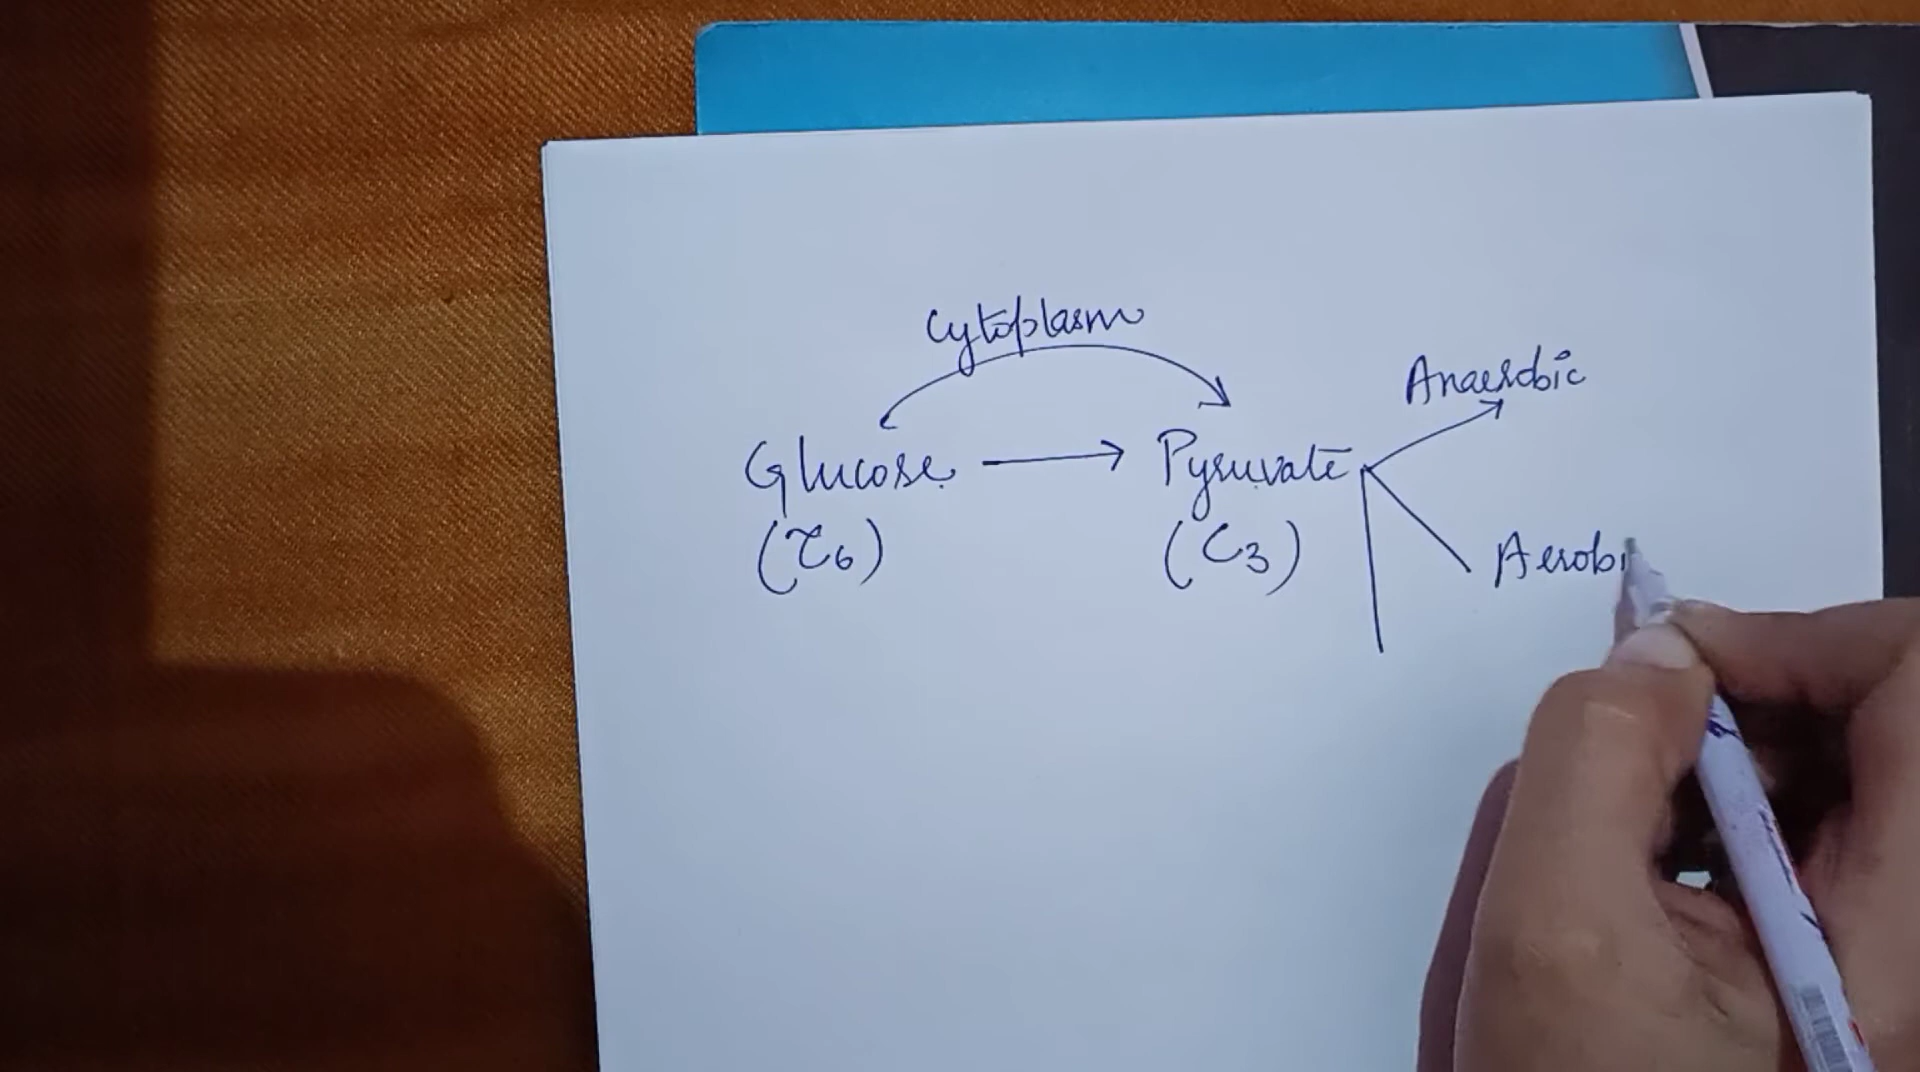 Cytoplasm
Anaerobic
Glucose → Pyruvate
(C6) (C3)
Aerobi